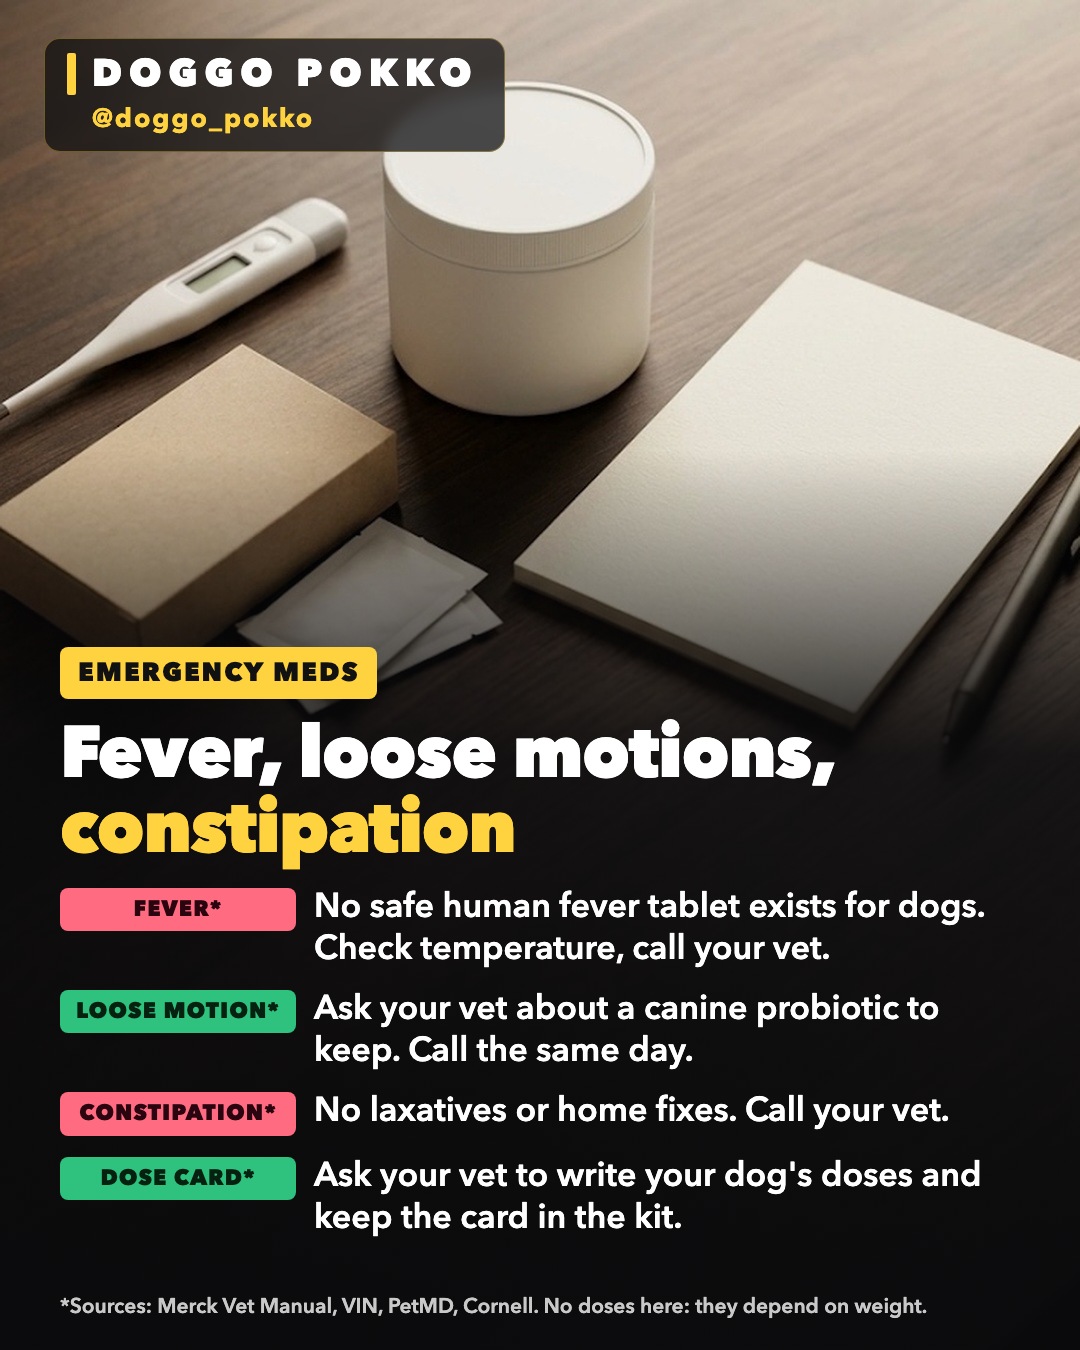 DOGGO POKKO
@doggo_pokko
EMERGENCY MEDS
Fever, loose motions,
constipation
FEVER*
No safe human fever tablet exists for dogs.
Check temperature, call your vet.
LOOSE MOTION*
Ask your vet about a canine probiotic to
keep. Call the same day.
CONSTIPATION*
No laxatives or home fixes. Call your vet.
DOSE CARD*
Ask your vet to write your dog's doses and
keep the card in the kit.
*Sources: Merck Vet Manual, VIN, PetMD, Cornell. No doses here: they depend on weight.